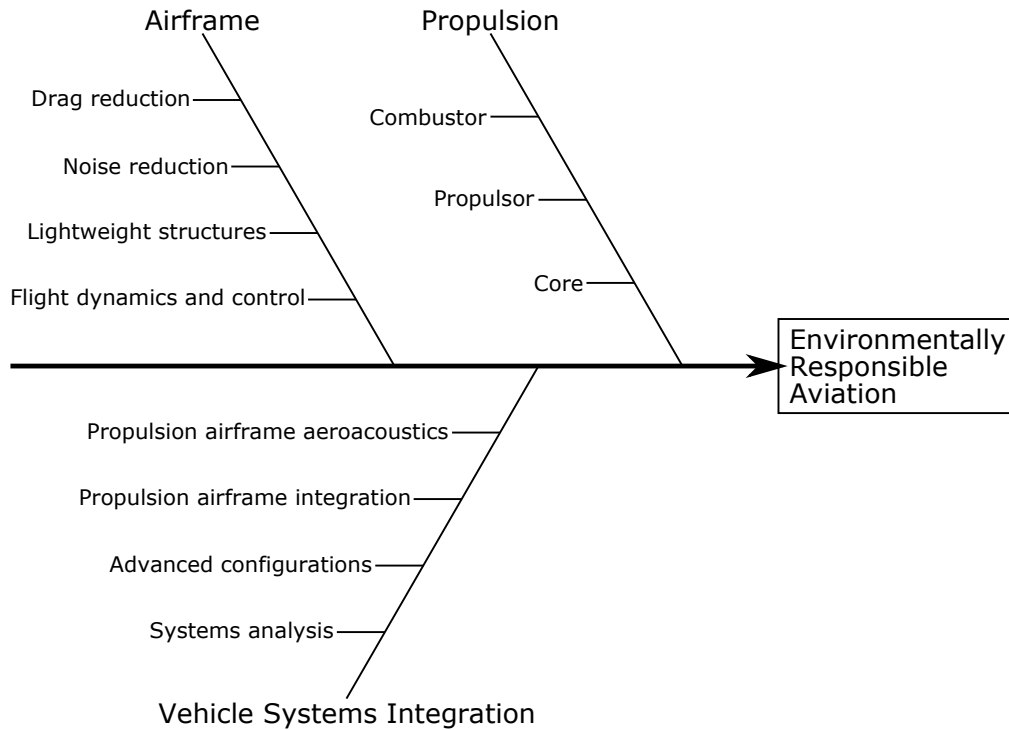 Airframe
Propulsion
Drag reduction
Combustor
Noise reduction
Propulsor
Lightweight structures
Core
Flight dynamics and control
Environmentally
Responsible
Aviation
Propulsion airframe aeroacoustics
Propulsion airframe integration
Advanced configurations
Systems analysis
Vehicle Systems Integration